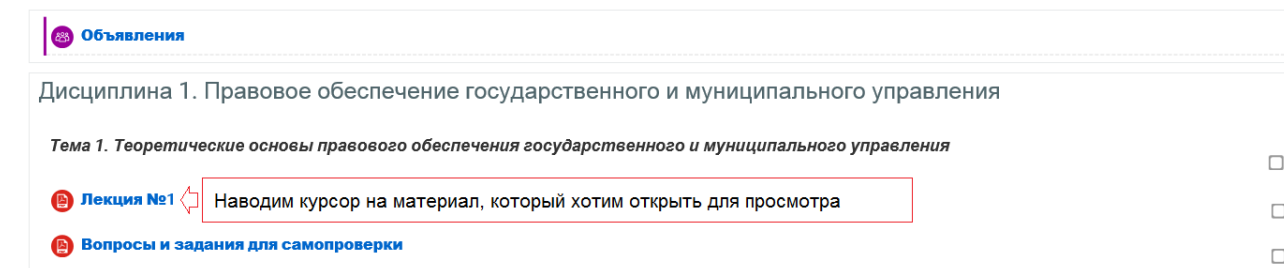 Объявления
Дисциплина 1. Правовое обеспечение государственного и муниципального управления
Тема 1. Теоретические основы правового обеспечения государственного и муниципального управления
Лекция №1 Наводим курсор на материал, который хотим открыть для просмотра
Вопросы и задания для самопроверки